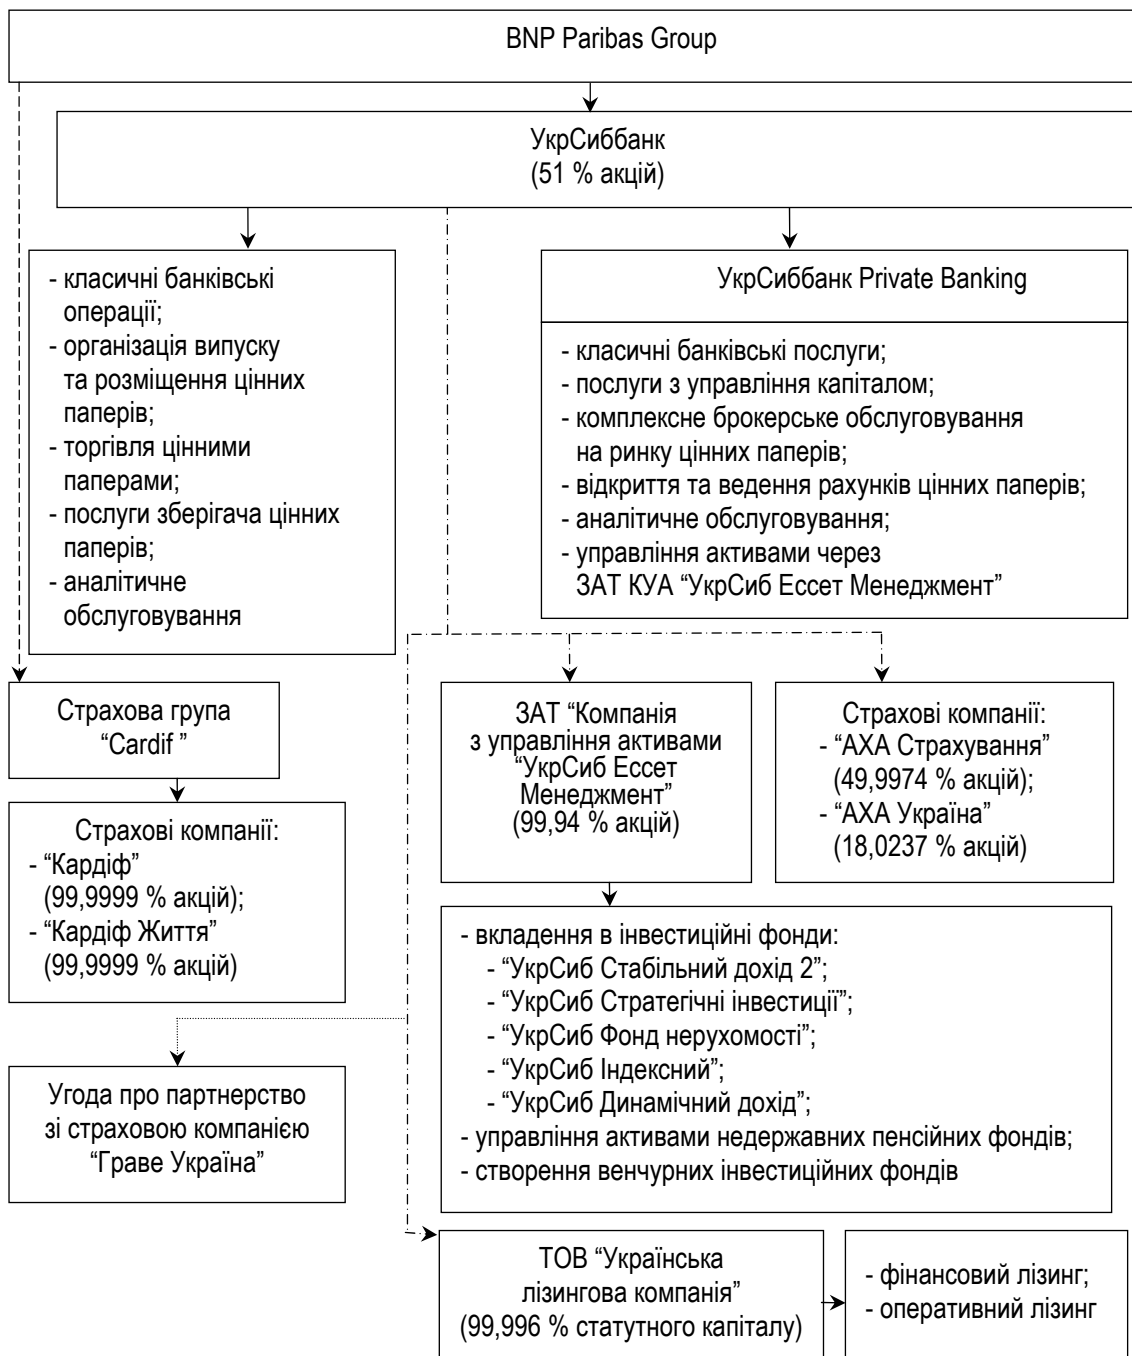 BNP Paribas Group
УкрСиббанк
(51 % акцій)
- класичні банківські
операції;
- організація випуску
та розміщення цінних
паперів;
- торгівля цінними
паперами;
- послуги зберігача цінних
паперів;
- аналітичне
обслуговування
УкрСиббанк Private Banking
- класичні банківські послуги;
- послуги з управління капіталом;
- комплексне брокерське обслуговування
на ринку цінних паперів;
- відкриття та ведення рахунків цінних паперів;
- аналітичне обслуговування;
- управління активами через
ЗАТ КУА “УкрСиб Ессет Менеджмент”
Страхова група
“Cardif ”
Страхові компанії:
- “Кардіф”
(99,9999 % акцій);
- “Кардіф Життя”
(99,9999 % акцій)
ЗАТ “Компанія
з управління активами
“УкрСиб Ессет
Менеджмент”
(99,94 % акцій)
Страхові компанії:
- “АХА Страхування”
(49,9974 % акцій);
- “АХА Україна”
(18,0237 % акцій)
- вкладення в інвестиційні фонди:
- “УкрСиб Стабільний дохід 2”;
- “УкрСиб Стратегічні інвестиції”;
- “УкрСиб Фонд нерухомості”;
- “УкрСиб Індексний”;
- “УкрСиб Динамічний дохід”;
- управління активами недержавних пенсійних фондів;
- створення венчурних інвестиційних фондів
Угода про партнерство
зі страховою компанією
“Граве Україна”
ТОВ “Українська
лізингова компанія”
(99,996 % статутного капіталу)
- фінансовий лізинг;
- оперативний лізинг